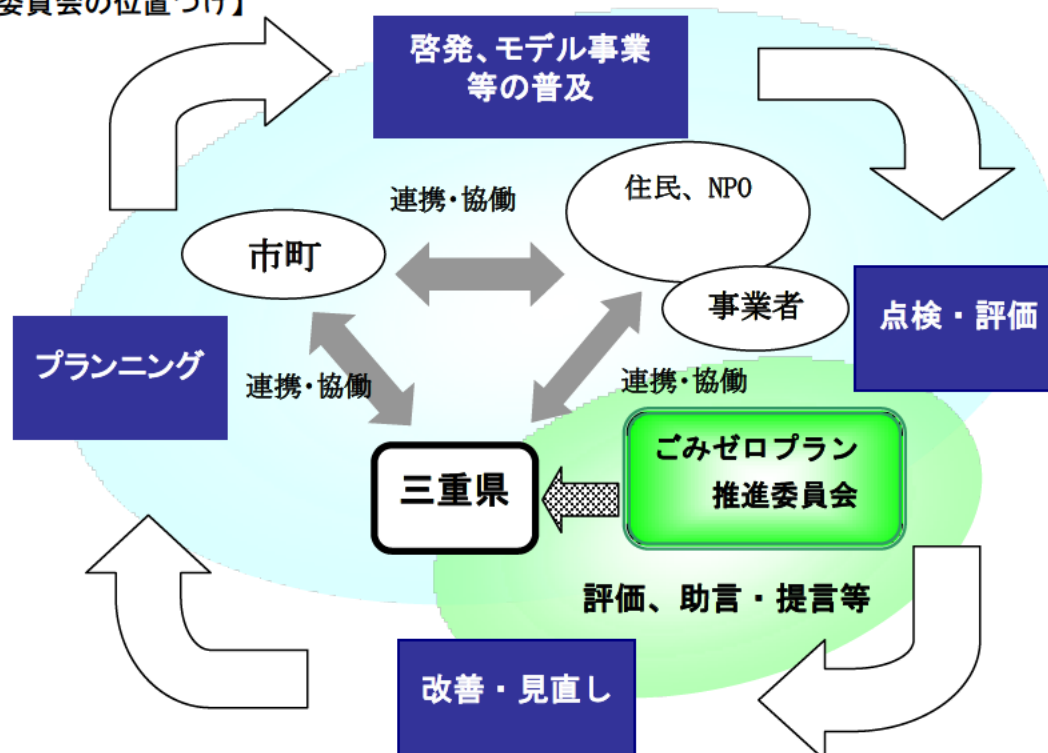 委員会の位置づけ】
啓発、モデル事業
等の普及
連携・協働
住民、NPO
市町
事業者
点検・評価
プランニング
連携・協働
連携・協働
ごみゼロプラン
推進委員会
三重県
評価、助言・提言等
改善・見直し